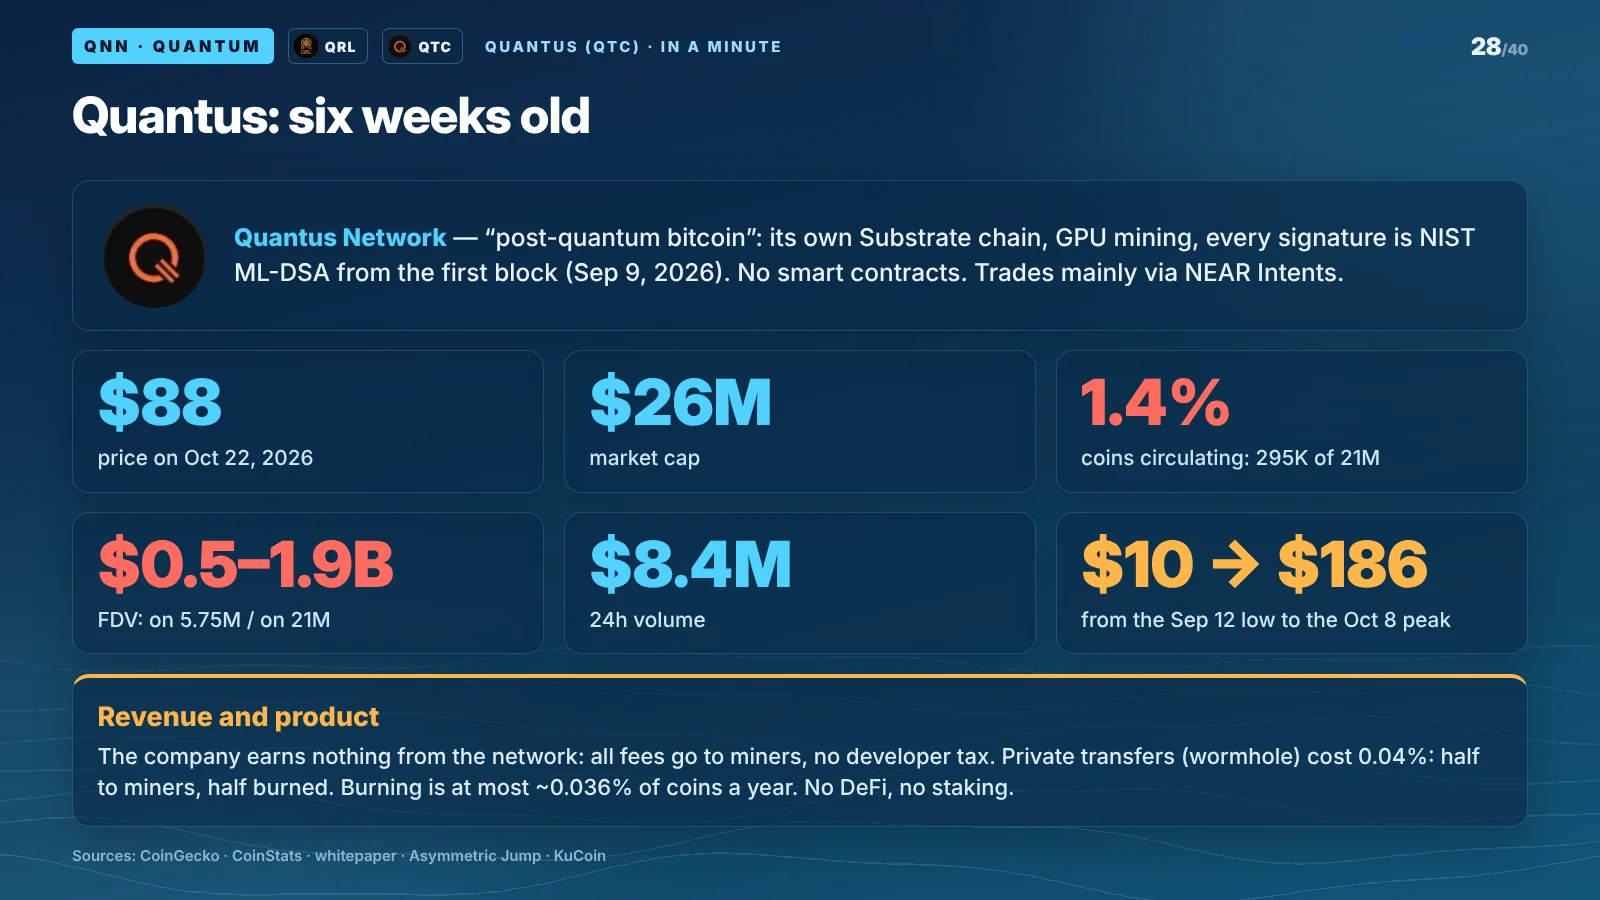 QNN · QUANTUM
QRL
QRL
QTC
QUANTUS (QTC) · IN A MINUTE
28/40
Quantus: six weeks old
Quantus Network — “post-quantum bitcoin”: its own Substrate chain, GPU mining, every signature is NIST
ML-DSA from the first block (Sep 9, 2026). No smart contracts. Trades mainly via NEAR Intents.
$88
price on Oct 22, 2026
$26M
market cap
1.4%
coins circulating: 295K of 21M
$0.5–1.9B
FDV: on 5.75M / on 21M
$8.4M
24h volume
$10 → $186
from the Sep 12 low to the Oct 8 peak
Revenue and product
The company earns nothing from the network: all fees go to miners, no developer tax. Private transfers (wormhole) cost 0.04%: half
to miners, half burned. Burning is at most ~0.036% of coins a year. No DeFi, no staking.
Sources: CoinGecko · CoinStats · whitepaper · Asymmetric Jump · KuCoin